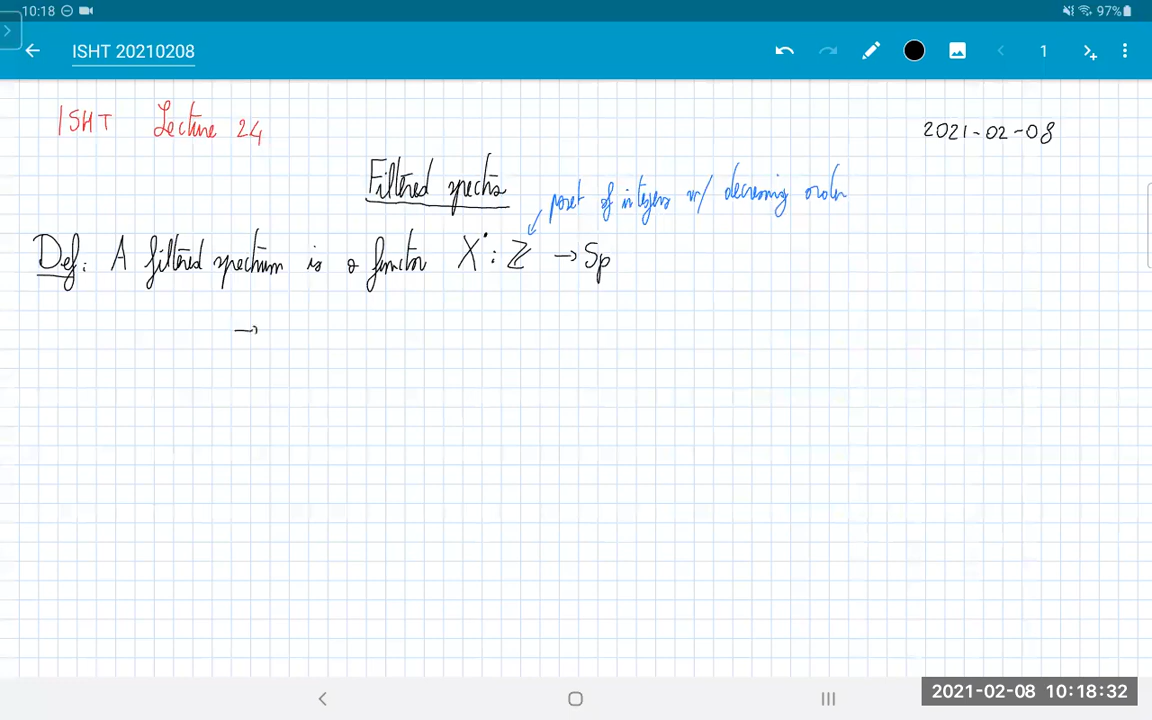 10:18 97%
ISHT 20210208
1
ISHT Lecture 24
2021-02-08
Filtered spectra
poset of integers w/ decreasing order
Def: A filtered spectrum is a functor X• : ℤ → Sp
→
2021-02-08 10:18:32